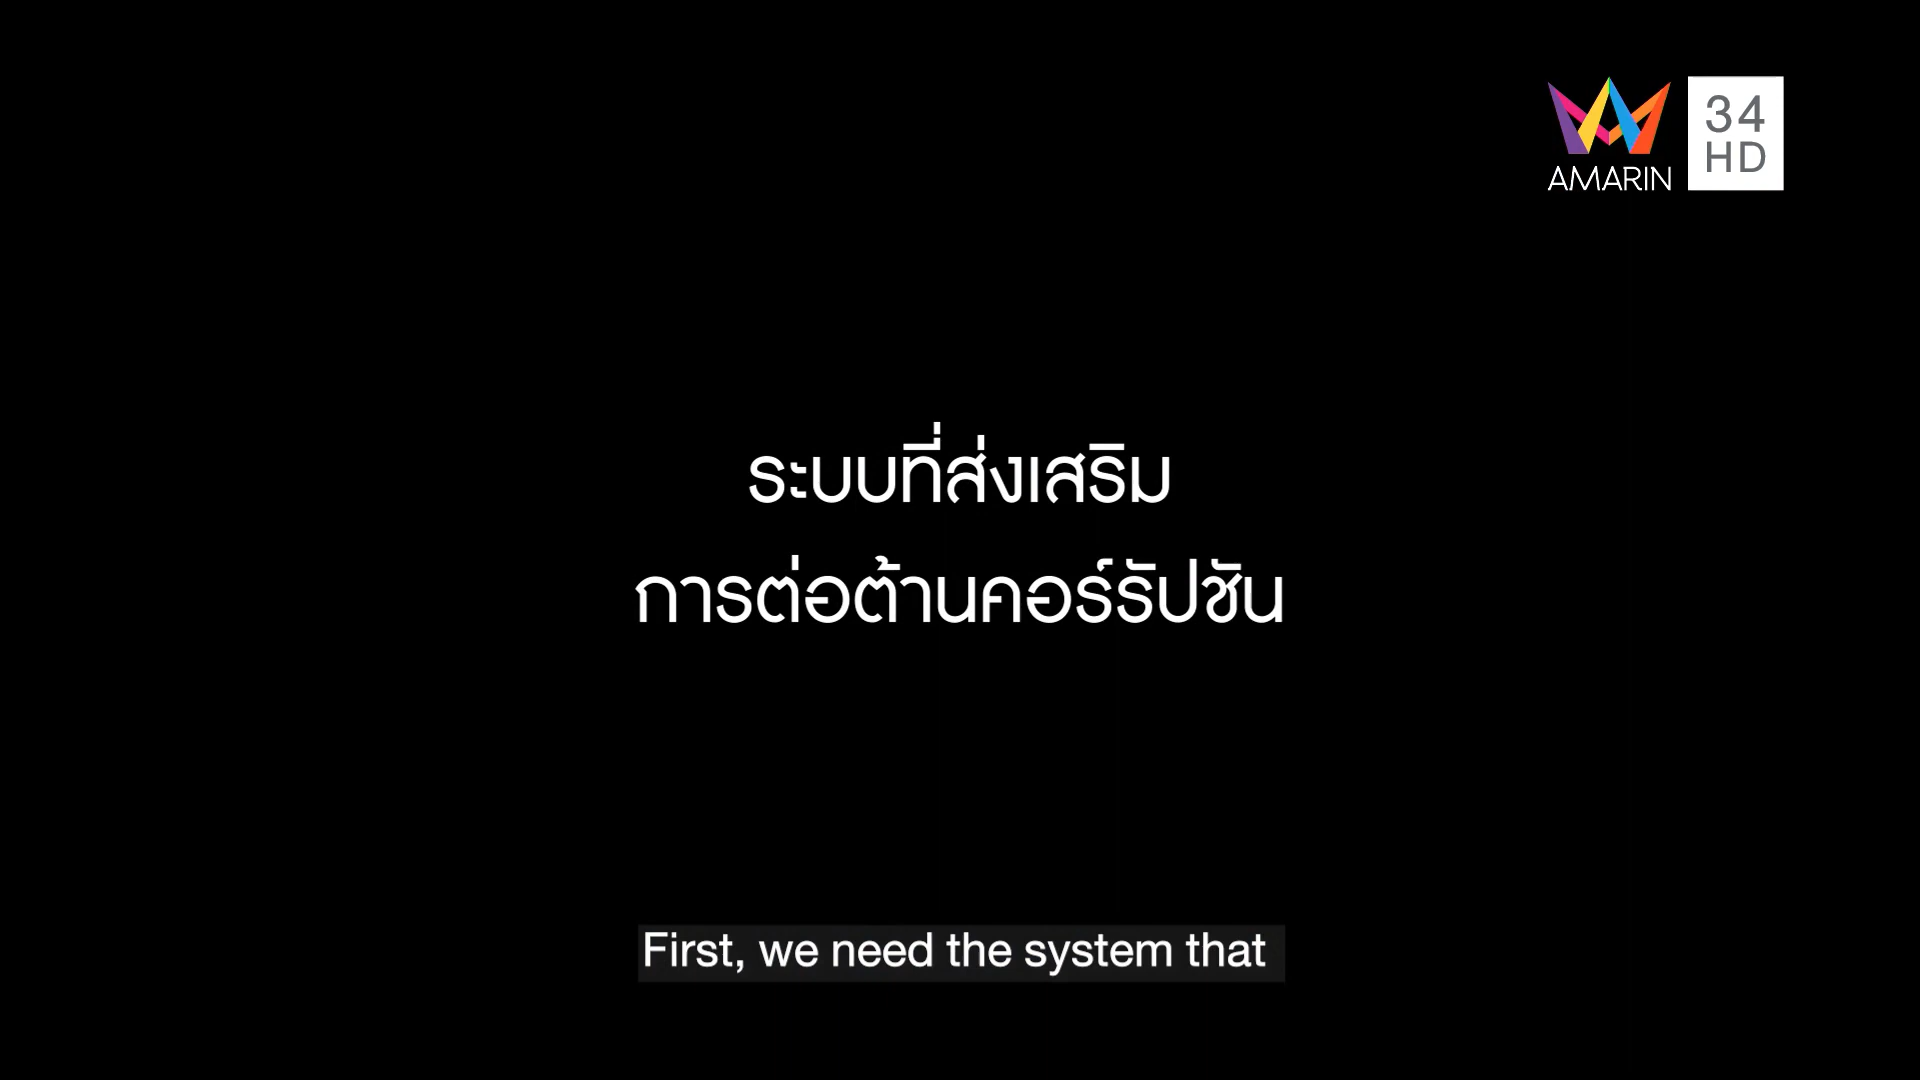 AMARIN
34
HD
ระบบที่ส่งเสริม
การต่อต้านคอร์รัปชัน
First, we need the system that